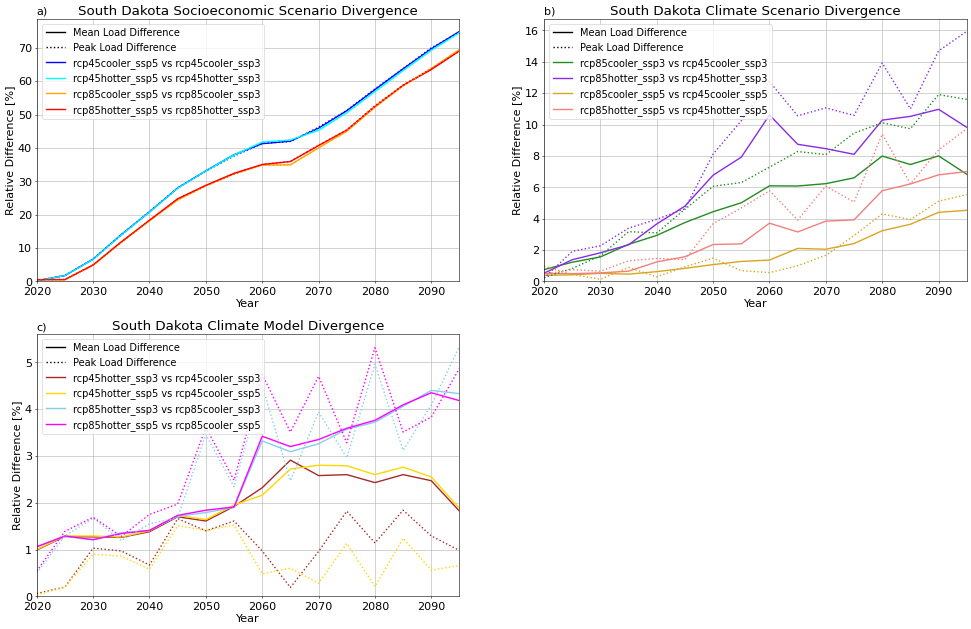 a)
South Dakota Socioeconomic Scenario Divergence
Mean Load Difference
Peak Load Difference
rcp45cooler_ssp5 vs rcp45cooler_ssp3
rcp45hotter_ssp5 vs rcp45hotter_ssp3
rcp85cooler_ssp5 vs rcp85cooler_ssp3
rcp85hotter_ssp5 vs rcp85hotter_ssp3
Relative Difference [%]
70
60
50
40
30
20
10
0
2020 2030 2040 2050 2060 2070 2080 2090
Year
b)
South Dakota Climate Scenario Divergence
Mean Load Difference
Peak Load Difference
rcp85cooler_ssp3 vs rcp45cooler_ssp3
rcp85hotter_ssp3 vs rcp45hotter_ssp3
rcp85cooler_ssp5 vs rcp45cooler_ssp5
rcp85hotter_ssp5 vs rcp45hotter_ssp5
Relative Difference [%]
16
14
12
10
8
6
4
2
0
2020 2030 2040 2050 2060 2070 2080 2090
Year
c)
South Dakota Climate Model Divergence
Mean Load Difference
Peak Load Difference
rcp45hotter_ssp3 vs rcp45cooler_ssp3
rcp45hotter_ssp5 vs rcp45cooler_ssp5
rcp85hotter_ssp3 vs rcp85cooler_ssp3
rcp85hotter_ssp5 vs rcp85cooler_ssp5
Relative Difference [%]
5
4
3
2
1
0
2020 2030 2040 2050 2060 2070 2080 2090
Year